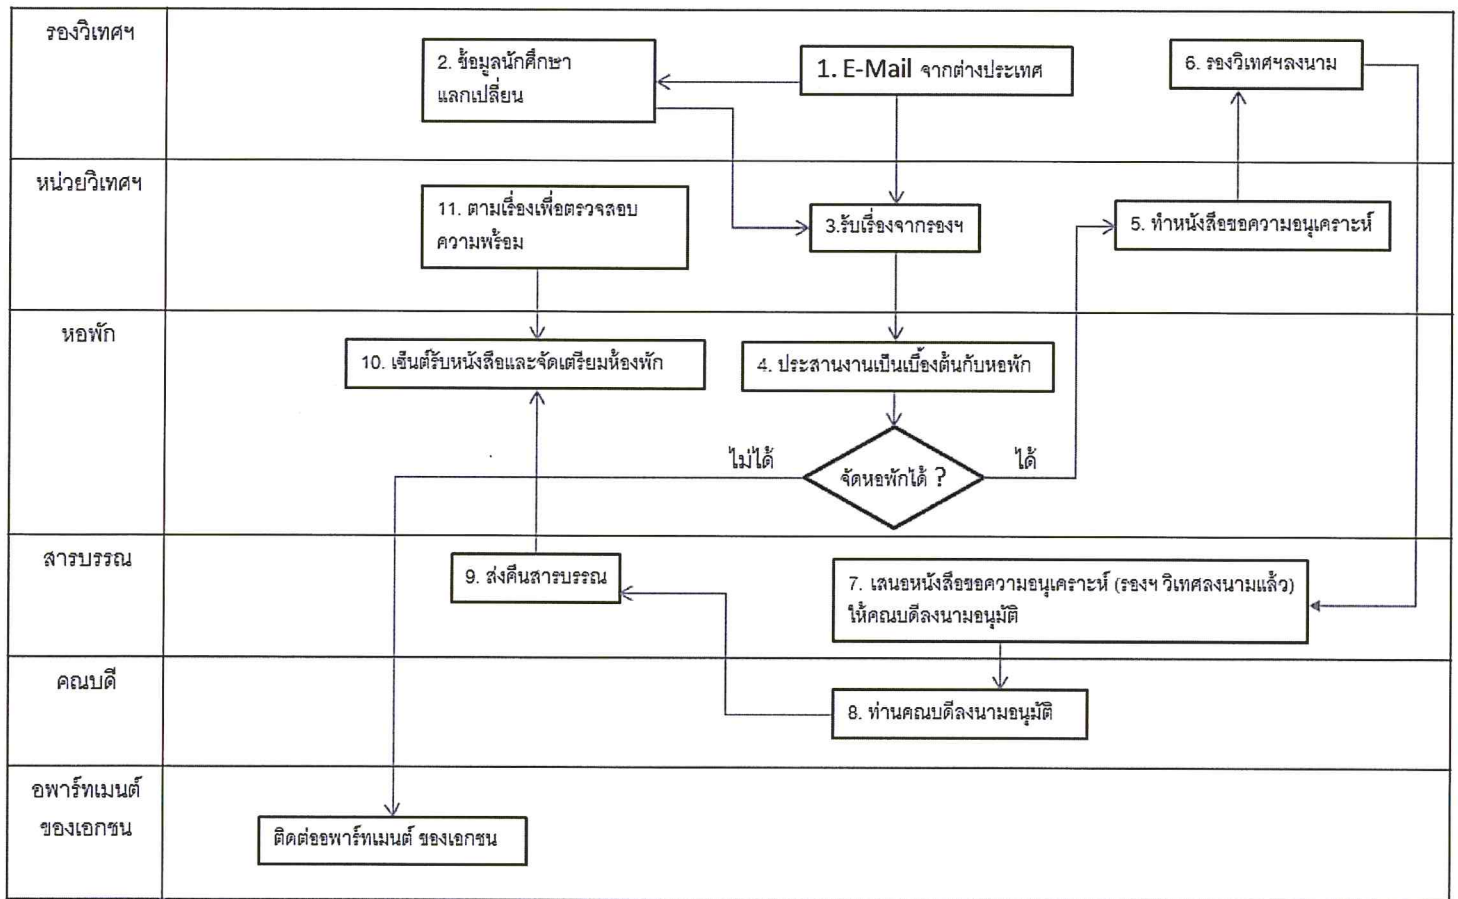 รองวิเทศฯ
2. ข้อมูลนักศึกษา
แลกเปลี่ยน
1. E-Mail จากต่างประเทศ
6. รองวิเทศฯลงนาม
หน่วยวิเทศฯ
11. ตามเรื่องเพื่อตรวจสอบ
ความพร้อม
3.รับเรื่องจากรองฯ
5. ทำหนังสือขอความอนุเคราะห์
หอพัก
10. เซ็นต์รับหนังสือและจัดเตรียมห้องพัก
4. ประสานงานเป็นเบื้องต้นกับหอพัก
ไม่ได้
จัดหอพักได้ ?
ได้
สารบรรณ
9. ส่งคืนสารบรรณ
7. เสนอหนังสือขอความอนุเคราะห์ (รองฯ วิเทศลงนามแล้ว)
ให้คณบดีลงนามอนุมัติ
คณบดี
8. ท่านคณบดีลงนามอนุมัติ
อพาร์ทเมนต์
ของเอกชน
ติดต่ออพาร์ทเมนต์ ของเอกชน